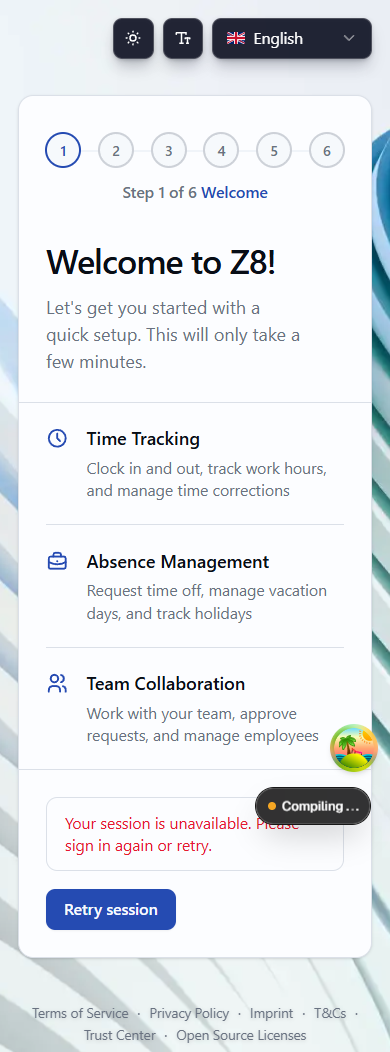 English
1 2 3 4 5 6
Step 1 of 6 Welcome
Welcome to Z8!
Let's get you started with a
quick setup. This will only take a
few minutes.
Time Tracking
Clock in and out, track work hours,
and manage time corrections
Absence Management
Request time off, manage vacation
days, and track holidays
Team Collaboration
Work with your team, approve
requests, and manage employees
Compiling ...
Your session is unavailable. Please
sign in again or retry.
Retry session
Terms of Service · Privacy Policy · Imprint · T&Cs ·
Trust Center · Open Source Licenses